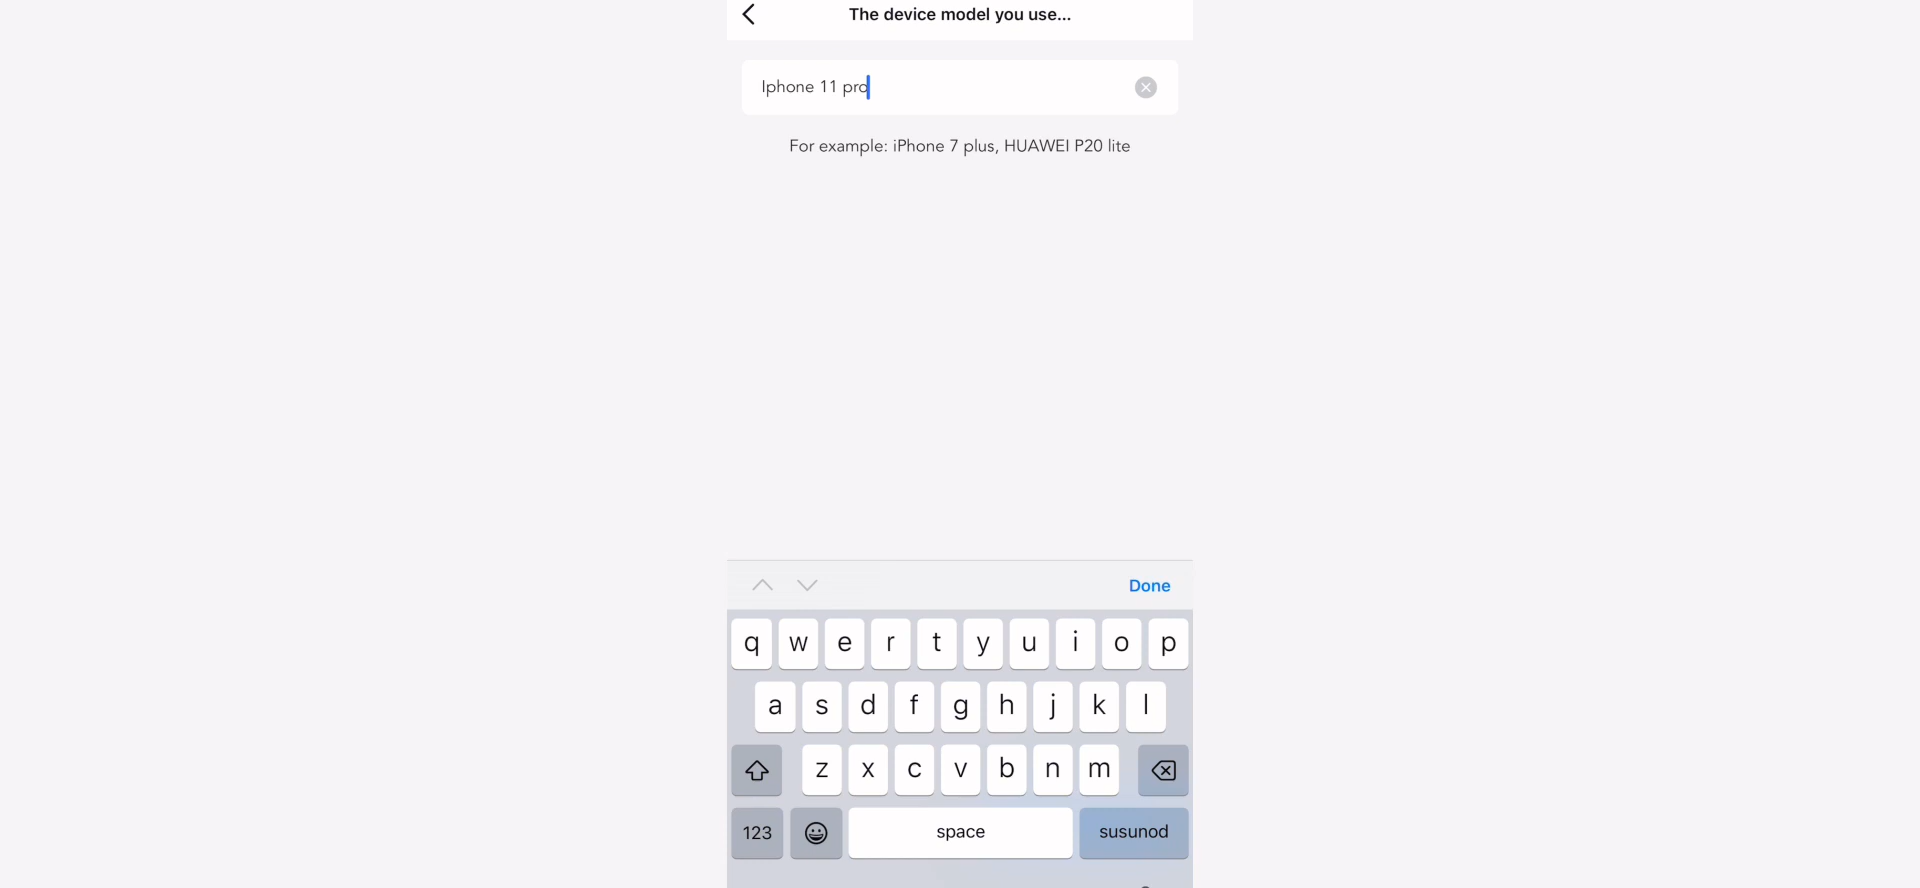 The device model you use...
Iphone 11 pro
For example: iPhone 7 plus, HUAWEI P20 lite
Done
q w e r t y u i o p
a s d f g h j k l
z x c v b n m
123 space susunod